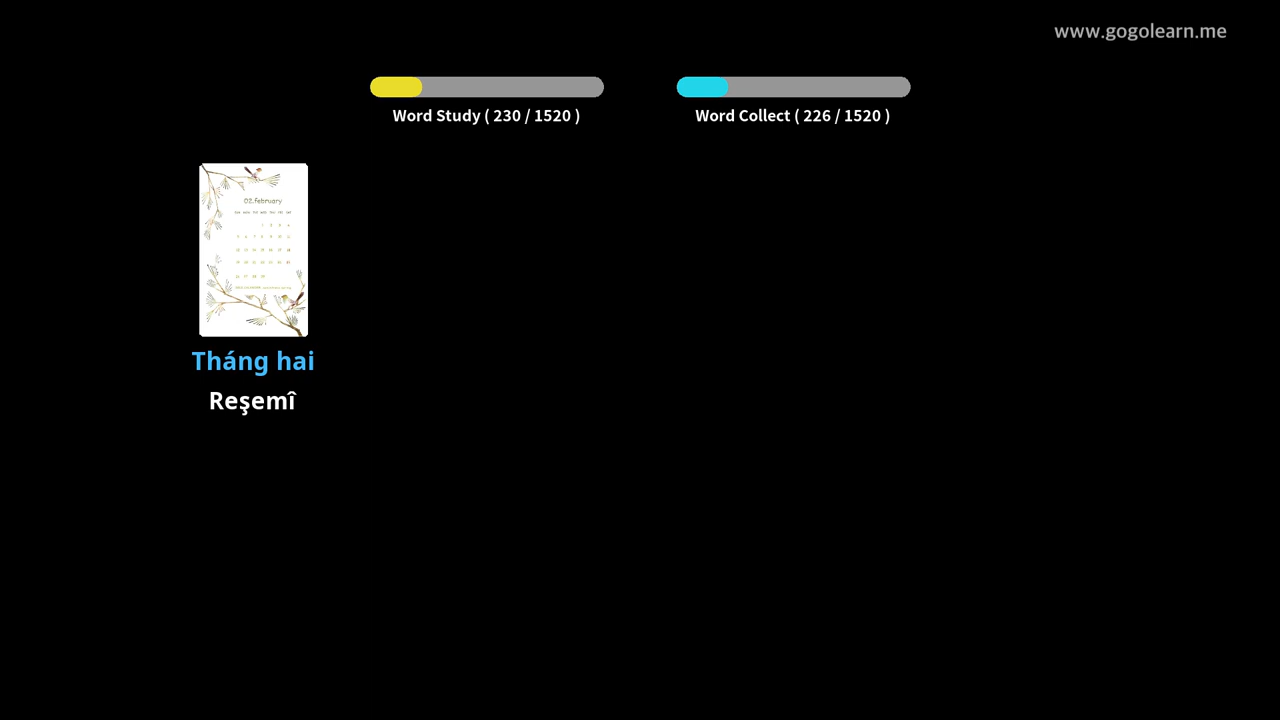 www.gogolearn.me
Word Study ( 230 / 1520 )
Word Collect ( 226 / 1520 )
02.february
Tháng hai
Reşemî